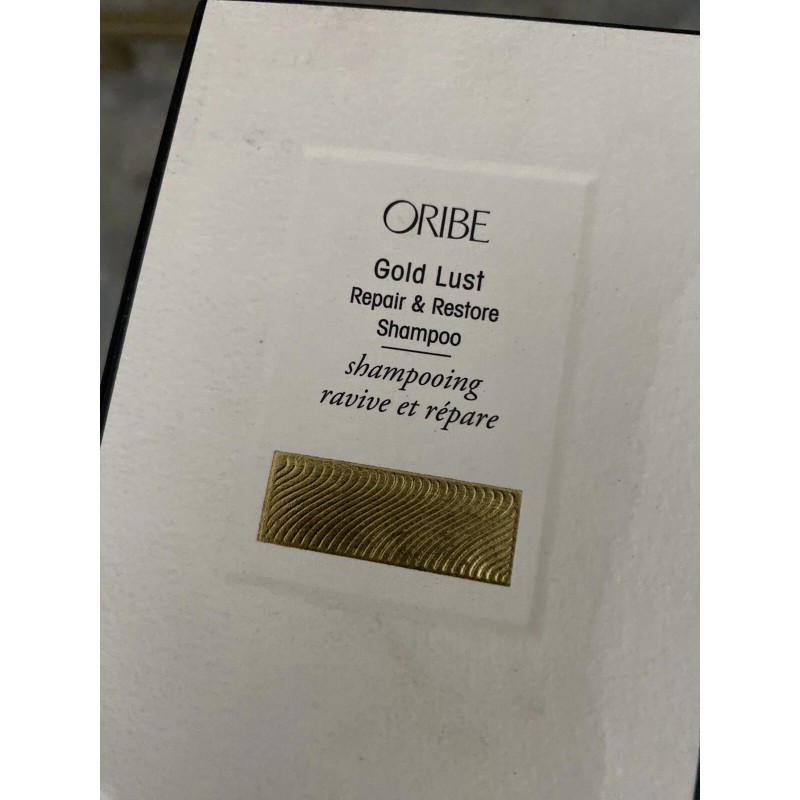 ORIBE
Gold Lust
Repair & Restore
Shampoo
shampooing
ravive et répare